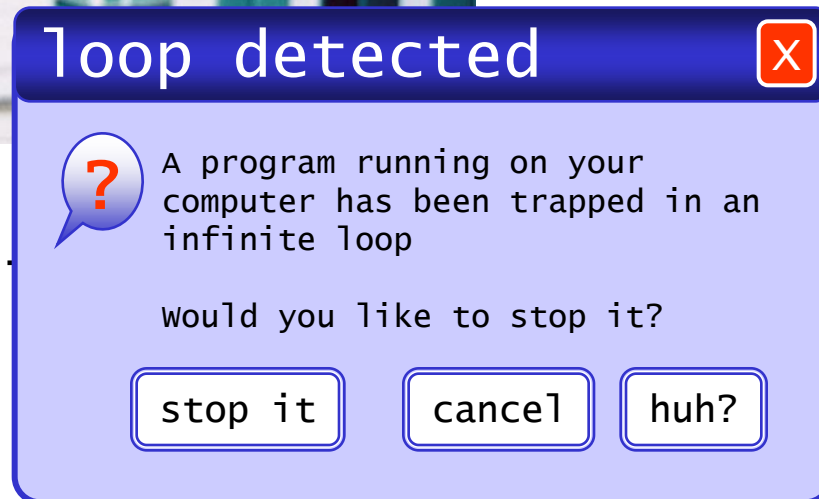 loop detected
X
?
A program running on your
computer has been trapped in an
infinite loop
Would you like to stop it?
stop it
cancel
huh?